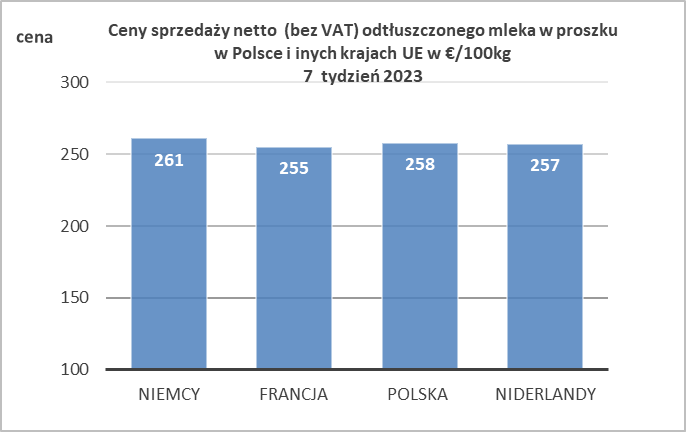 cena
Ceny sprzedaży netto (bez VAT) odtłuszczonego mleka w proszku
w Polsce i inych krajach UE w €/100kg
7 tydzień 2023
300
250
200
150
100
261
255
258
257
NIEMCY
FRANCJA
POLSKA
NIDERLANDY